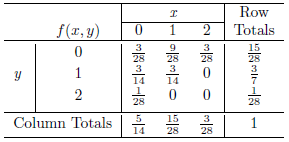 x Row
f(x, y) 0 1 2 Totals
0 3/28 9/28 3/28 15/28
y 1 3/14 3/14 0 3/7
2 1/28 0 0 1/28
Column Totals 5/14 15/28 3/28 1